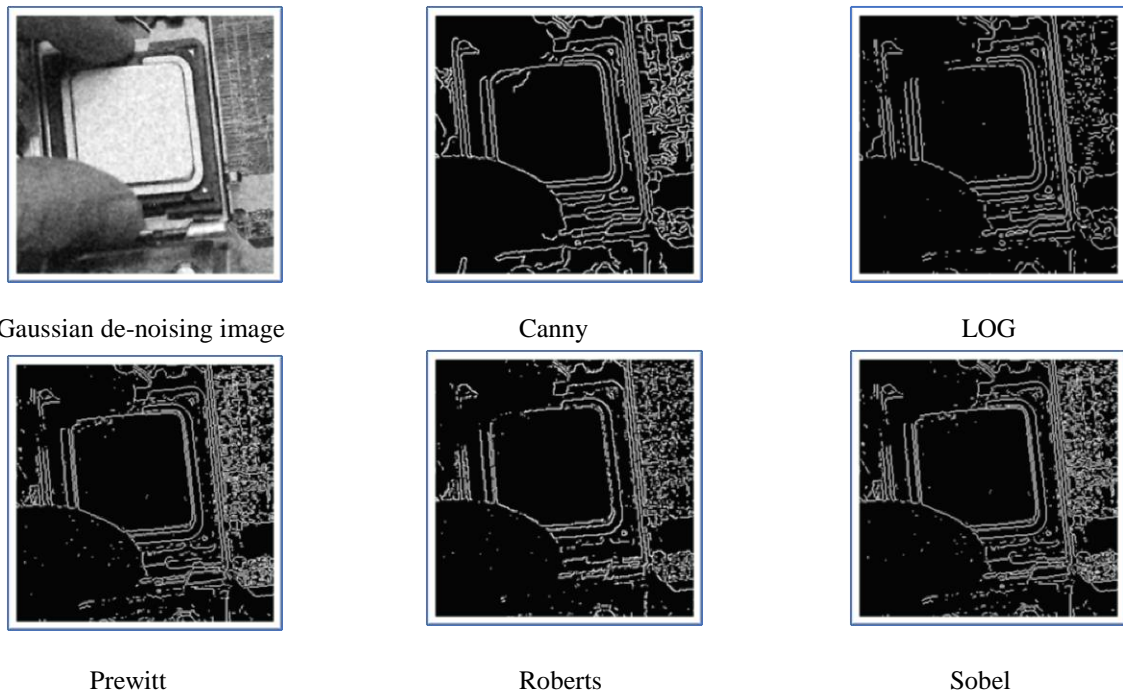 Gaussian de-noising image
Canny
LOG
Prewitt
Roberts
Sobel